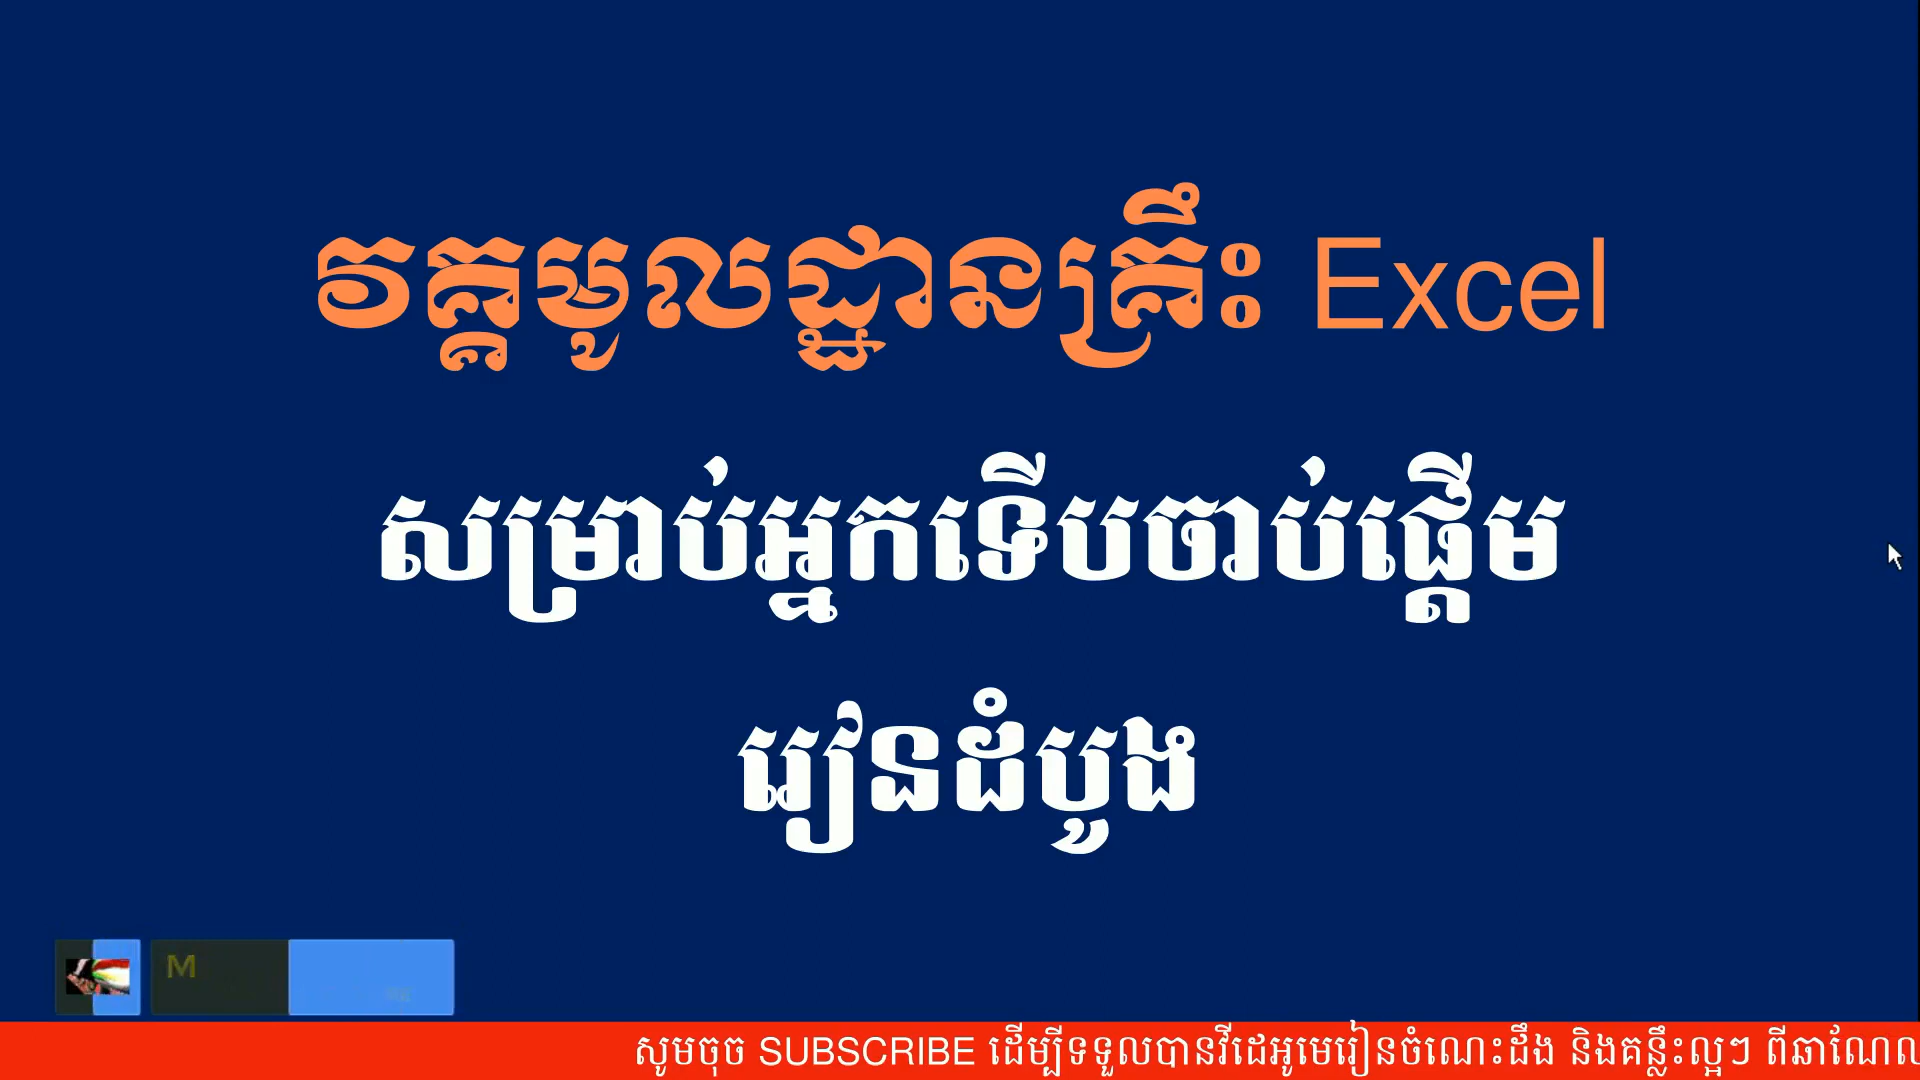 វគ្គមូលដ្ឋានគ្រឹះ Excel
សម្រាប់អ្នកទើបចាប់ផ្ដើម
រៀនដំបូង
M
សូមចុច SUBSCRIBE ដើម្បីទទួលបានវីដេអូមេរៀនចំណេះដឹង និងគន្លឹះល្អៗ ពីឆាណែល